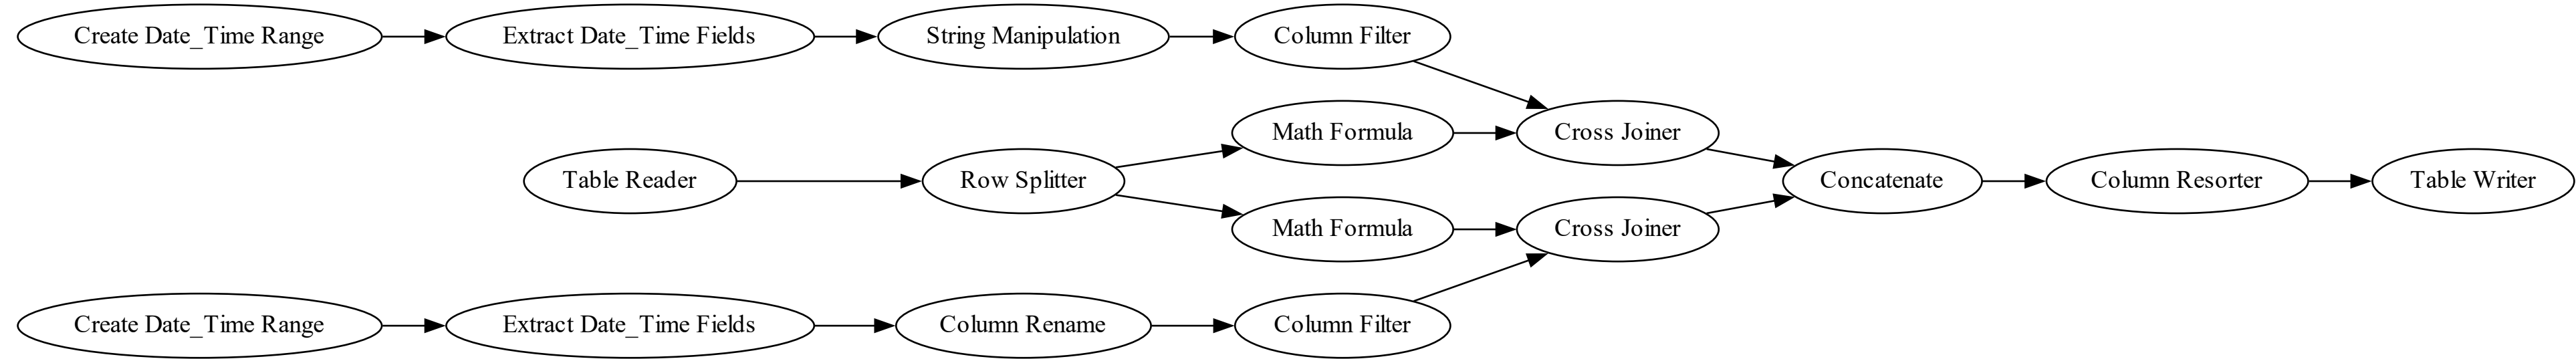 Create Date_Time Range
Extract Date_Time Fields
String Manipulation
Column Filter
Math Formula
Cross Joiner
Table Reader
Row Splitter
Concatenate
Column Resorter
Table Writer
Math Formula
Cross Joiner
Create Date_Time Range
Extract Date_Time Fields
Column Rename
Column Filter